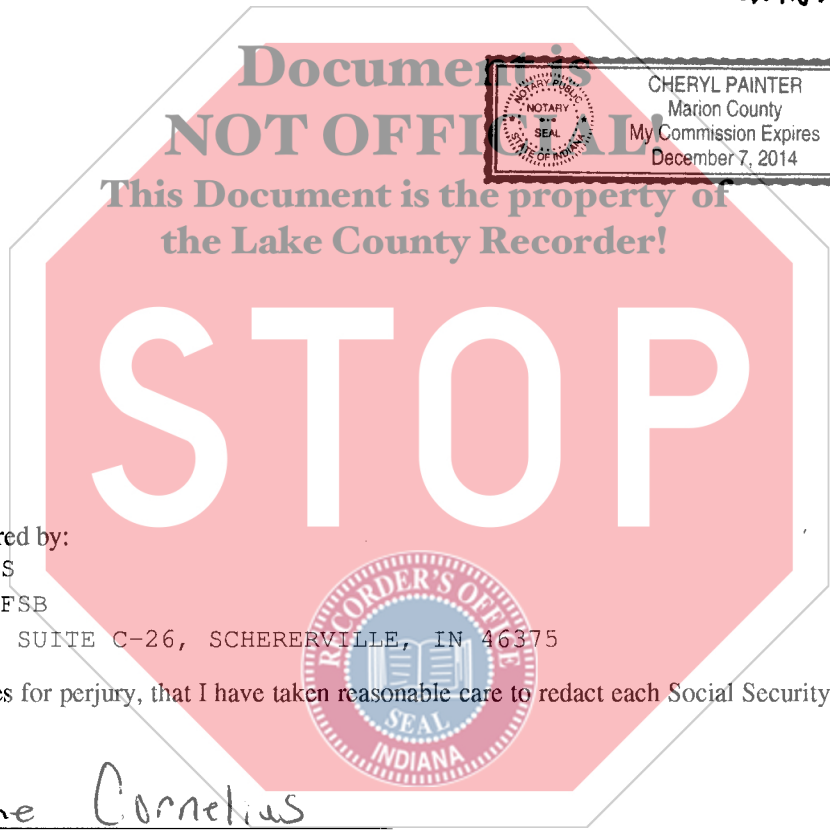 Document is
NOT OFFICIAL!
This Document is the property of
the Lake County Recorder!
NOTARY PUBLIC
NOTARY
SEAL
STATE OF INDIANA
CHERYL PAINTER
Marion County
My Commission Expires
December 7, 2014
STOP
red by:
S
FSB
SUITE C-26, SCHERERVILLE, IN 46375
es for perjury, that I have taken reasonable care to redact each Social Security
RECORDER'S OFFICE
SEAL
INDIANA
ne Cornelius